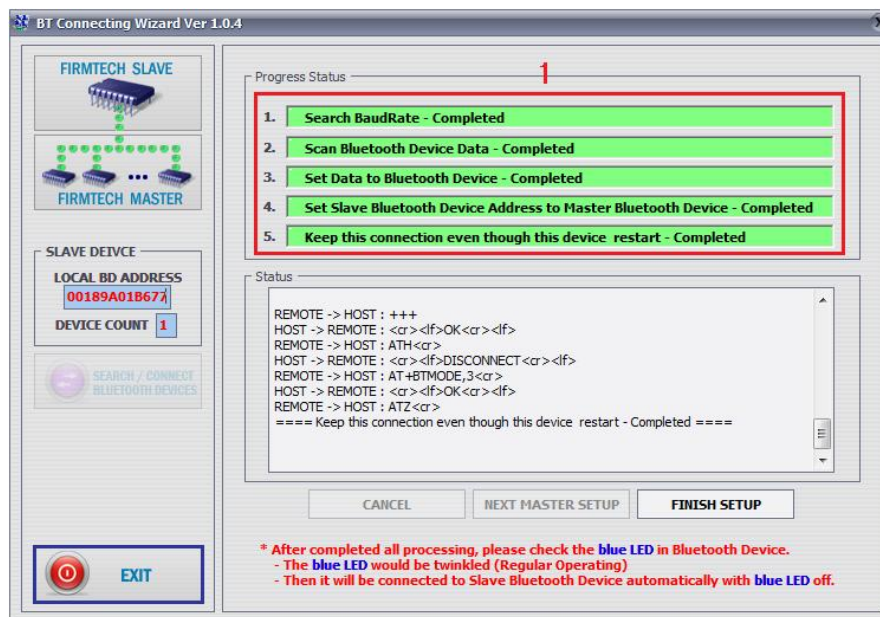 BT Connecting Wizard Ver 1.0.4
FIRMTECH SLAVE
FIRMTECH MASTER
SLAVE DEIVCE
LOCAL BD ADDRESS
00189A01B677
DEVICE COUNT 1
SEARCH / CONNECT
BLUETOOTH DEVICES
EXIT
Progress Status
1
1. Search BaudRate - Completed
2. Scan Bluetooth Device Data - Completed
3. Set Data to Bluetooth Device - Completed
4. Set Slave Bluetooth Device Address to Master Bluetooth Device - Completed
5. Keep this connection even though this device restart - Completed
Status
REMOTE -> HOST : +++
HOST -> REMOTE : <cr><lf>OK<cr><lf>
REMOTE -> HOST : ATH<cr>
HOST -> REMOTE : <cr><lf>DISCONNECT<cr><lf>
REMOTE -> HOST : AT+BTMODE,3<cr>
HOST -> REMOTE : <cr><lf>OK<cr><lf>
REMOTE -> HOST : ATZ<cr>
==== Keep this connection even though this device restart - Completed ====
CANCEL
NEXT MASTER SETUP
FINISH SETUP
* After completed all processing, please check the blue LED in Bluetooth Device.
- The blue LED would be twinkled (Regular Operating)
- Then it will be connected to Slave Bluetooth Device automatically with blue LED off.